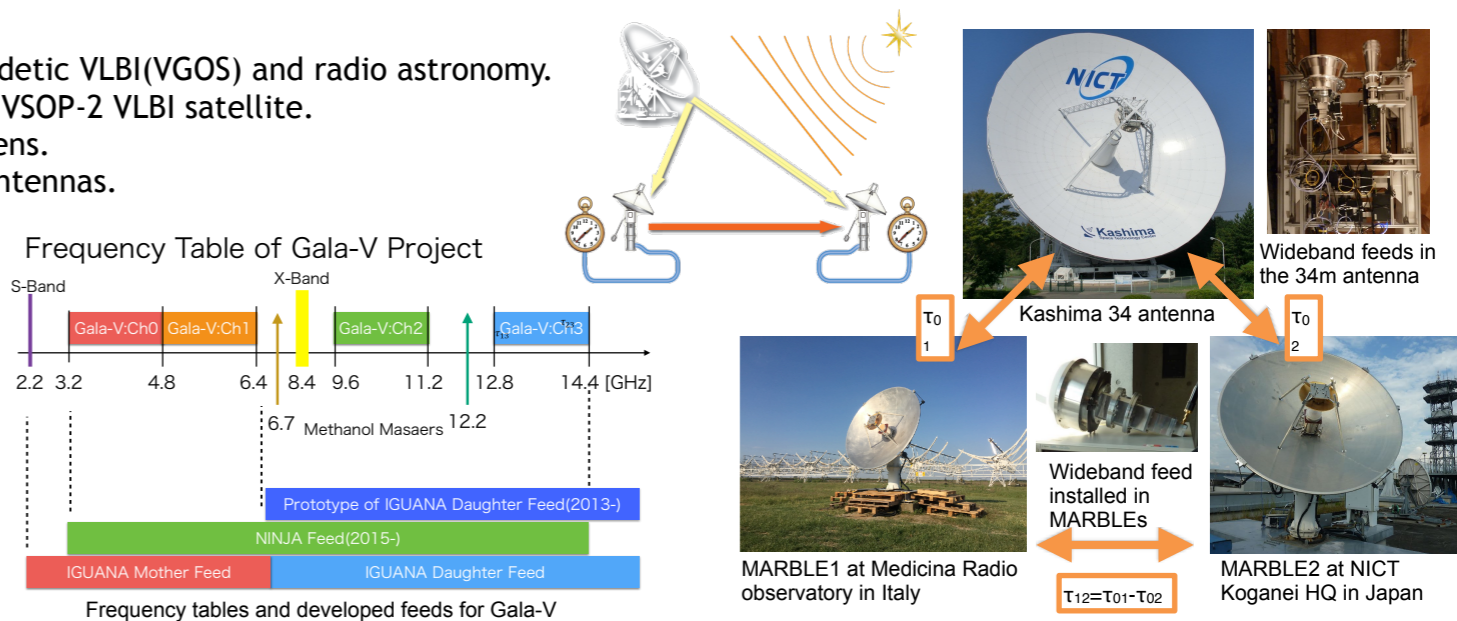 detic VLBI(VGOS) and radio astronomy.
VSOP-2 VLBI satellite.
ens.
ntennas.
Frequency Table of Gala-V Project
S-Band
X-Band
Gala-V:Ch0
Gala-V:Ch1
Gala-V:Ch2
Gala-V:Ch3
τ13
τ23
2.2
3.2
4.8
6.4
8.4
9.6
11.2
12.8
14.4 [GHz]
6.7
Methanol Masaers
12.2
Prototype of IGUANA Daughter Feed(2013-)
NINJA Feed(2015-)
IGUANA Mother Feed
IGUANA Daughter Feed
Frequency tables and developed feeds for Gala-V
NICT
Kashima
Space Technology Center
Kashima 34 antenna
Wideband feeds in
the 34m antenna
τ0
1
τ0
2
Wideband feed
installed in
MARBLEs
MARBLE1 at Medicina Radio
observatory in Italy
τ12=τ01-τ02
MARBLE2 at NICT
Koganei HQ in Japan